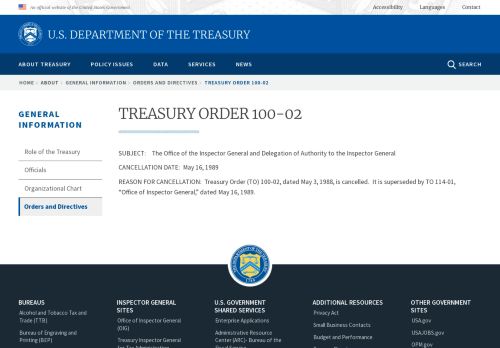 An official website of the United States Government
Accessibility Languages Contact
U.S. DEPARTMENT OF THE TREASURY
ABOUT TREASURY POLICY ISSUES DATA SERVICES NEWS SEARCH
HOME › ABOUT › GENERAL INFORMATION › ORDERS AND DIRECTIVES › TREASURY ORDER 100-02
GENERAL
INFORMATION
Role of the Treasury
Officials
Organizational Chart
Orders and Directives
TREASURY ORDER 100-02
SUBJECT: The Office of the Inspector General and Delegation of Authority to the Inspector General
CANCELLATION DATE: May 16, 1989
REASON FOR CANCELLATION: Treasury Order (TO) 100-02, dated May 3, 1988, is cancelled. It is superseded by TO 114-01,
“Office of Inspector General,” dated May 16, 1989.
BUREAUS
Alcohol and Tobacco Tax and
Trade (TTB)
Bureau of Engraving and
Printing (BEP)
INSPECTOR GENERAL
SITES
Office of Inspector General
(OIG)
Treasury Inspector General
U.S. GOVERNMENT
SHARED SERVICES
Enterprise Applications
Administrative Resource
Center (ARC)- Bureau of the
ADDITIONAL RESOURCES
Privacy Act
Small Business Contacts
Budget and Performance
OTHER GOVERNMENT
SITES
USA.gov
USAJOBS.gov
OPM.gov